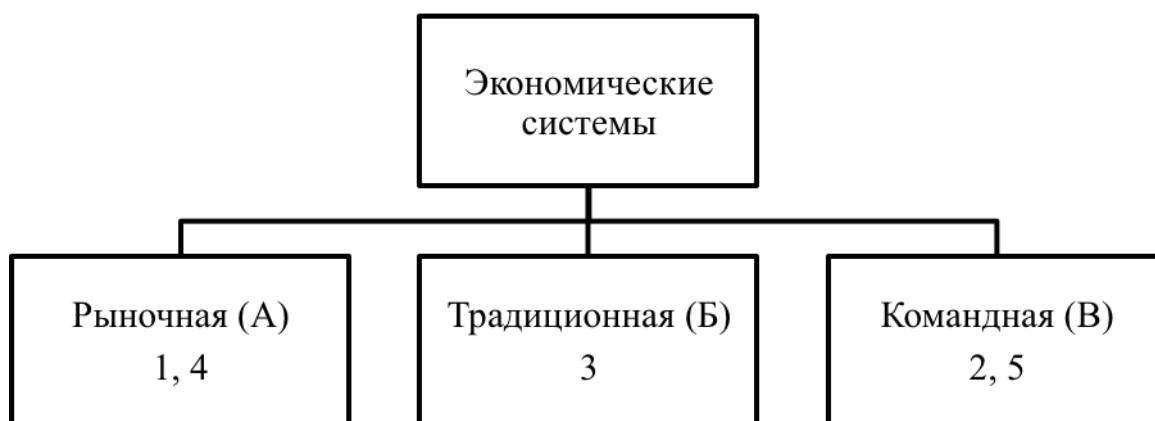 Экономические
системы
Рыночная (А)
1, 4
Традиционная (Б)
3
Командная (В)
2, 5